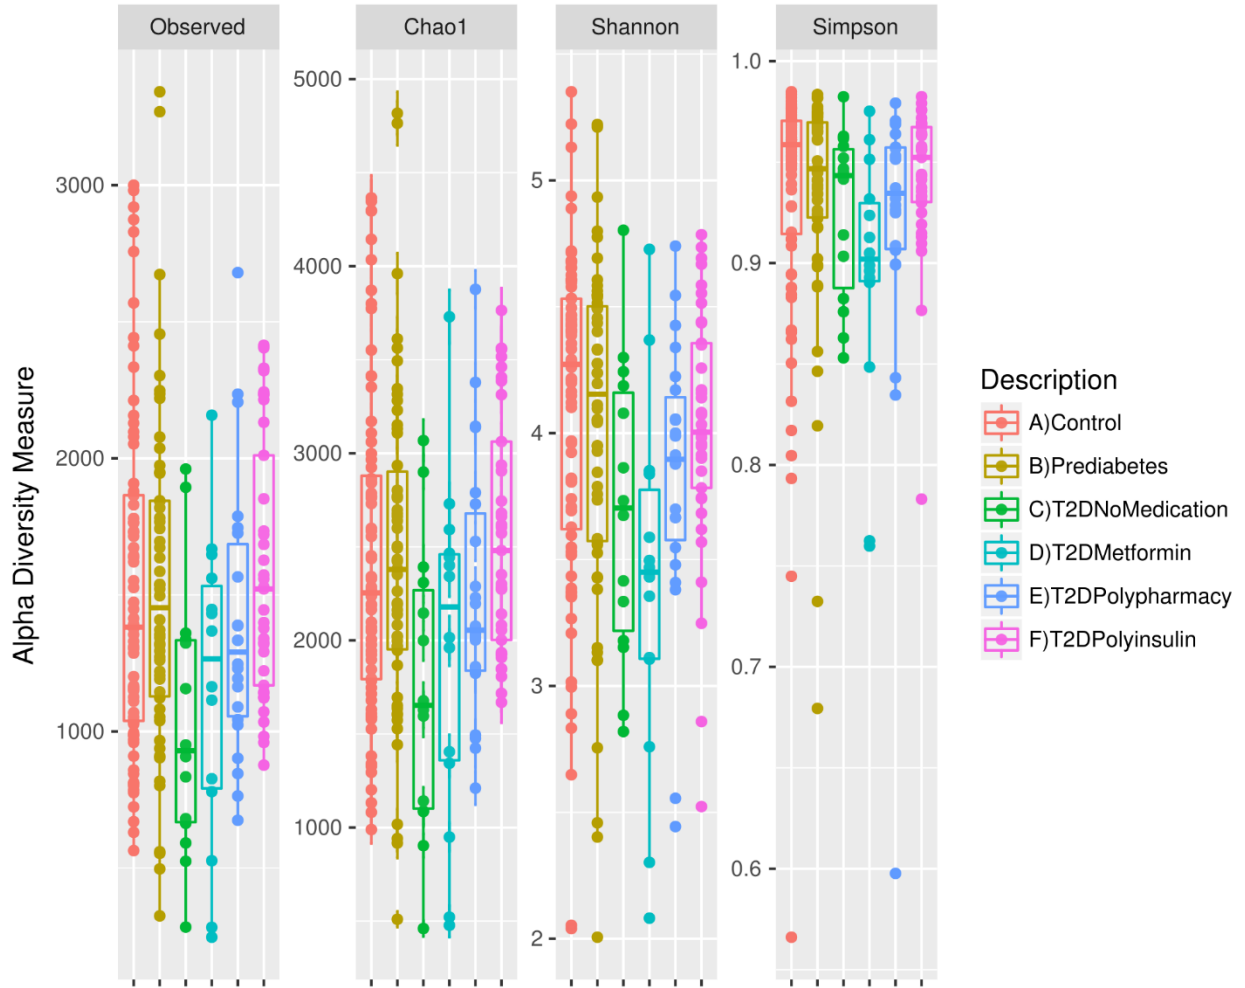 Observed
Chao1
Shannon
Simpson
Alpha Diversity Measure
3000
2000
1000
5000
4000
3000
2000
1000
5
4
3
2
1.0
0.9
0.8
0.7
0.6
Description
A)Control
B)Prediabetes
C)T2DNoMedication
D)T2DMetformin
E)T2DPolypharmacy
F)T2DPolyinsulin